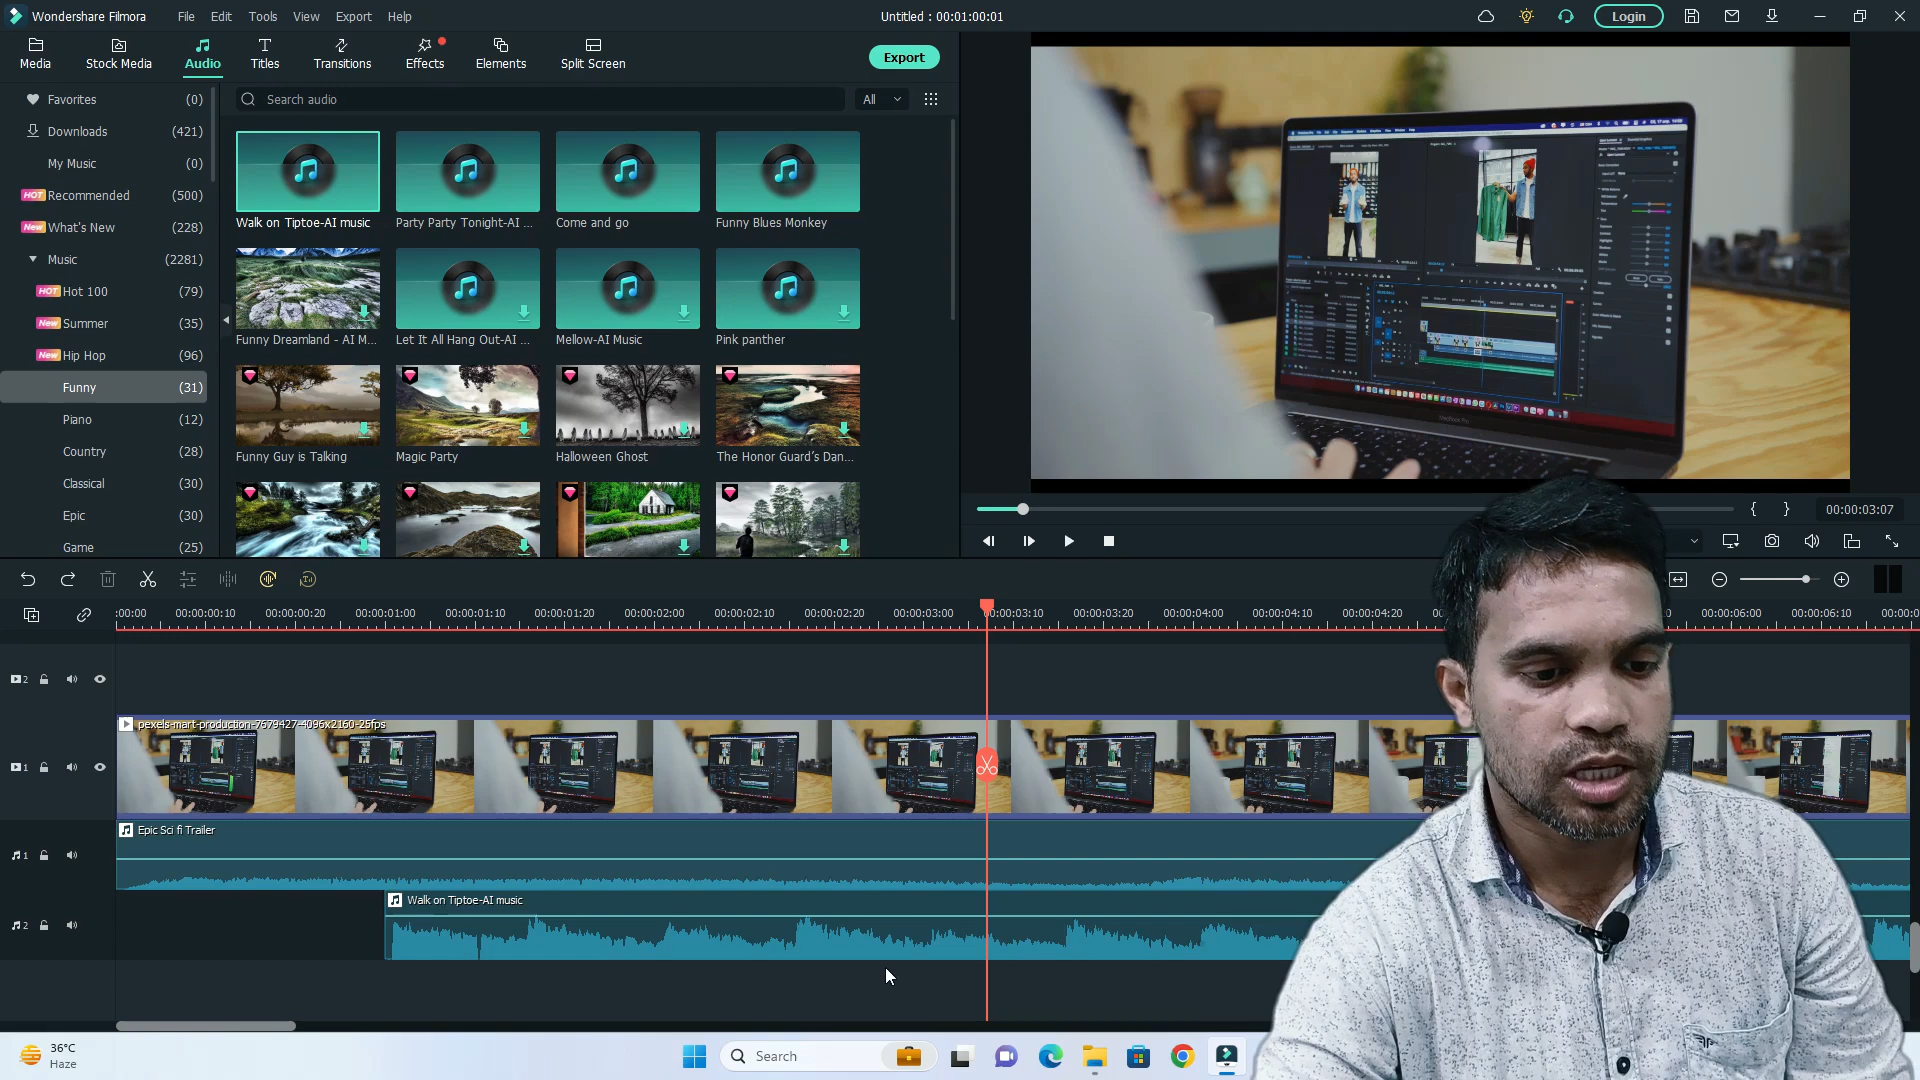 Wondershare Filmora
File Edit Tools View Export Help
Untitled : 00:01:00:01
Login
Media
Stock Media
Audio
Titles
Transitions
Effects
Elements
Split Screen
Export
Favorites (0)
Downloads (421)
My Music (0)
HOT Recommended (500)
New What's New (228)
Music (2281)
HOT Hot 100 (79)
New Summer (35)
New Hip Hop (96)
Funny (31)
Piano (12)
Country (28)
Classical (30)
Epic (30)
Game (25)
Search audio
All
Walk on Tiptoe-AI music
Party Party Tonight-AI ...
Come and go
Funny Blues Monkey
Funny Dreamland - AI M...
Let It All Hang Out-AI ...
Mellow-AI Music
Pink panther
Funny Guy is Talking
Magic Party
Halloween Ghost
The Honor Guard's Dan...
{ }
00:00:03:07
:00:00 00:00:00:10 00:00:00:20 00:00:01:00 00:00:01:10 00:00:01:20 00:00:02:00 00:00:02:10 00:00:02:20 00:00:03:00 00:00:03:10 00:00:03:20 00:00:04:00 00:00:04:10 00:00:04:20 00:00:06:00 00:00:06:10 00:00:0
2
pexels-mart-production-7679427-4096x2160-25fps
1
Epic Sci fi Trailer
1
Walk on Tiptoe-AI music
2
36°C
Haze
Search